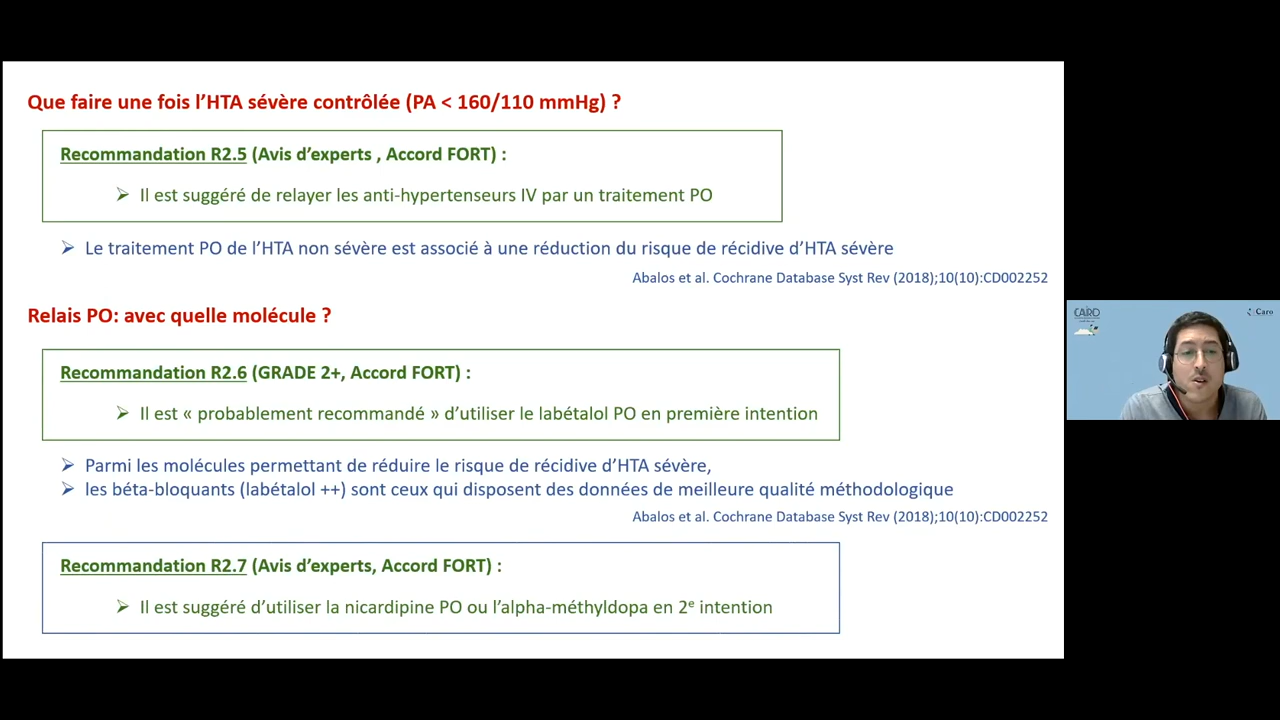 Que faire une fois l'HTA sévère contrôlée (PA < 160/110 mmHg) ?
Recommandation R2.5 (Avis d'experts , Accord FORT) :
➢ Il est suggéré de relayer les anti-hypertenseurs IV par un traitement PO
➢ Le traitement PO de l'HTA non sévère est associé à une réduction du risque de récidive d'HTA sévère
Abalos et al. Cochrane Database Syst Rev (2018);10(10):CD002252
Relais PO: avec quelle molécule ?
Recommandation R2.6 (GRADE 2+, Accord FORT) :
➢ Il est « probablement recommandé » d'utiliser le labétalol PO en première intention
➢ Parmi les molécules permettant de réduire le risque de récidive d'HTA sévère,
➢ les béta-bloquants (labétalol ++) sont ceux qui disposent des données de meilleure qualité méthodologique
Abalos et al. Cochrane Database Syst Rev (2018);10(10):CD002252
Recommandation R2.7 (Avis d'experts, Accord FORT) :
➢ Il est suggéré d'utiliser la nicardipine PO ou l'alpha-méthyldopa en 2e intention
CAIRO
Caro